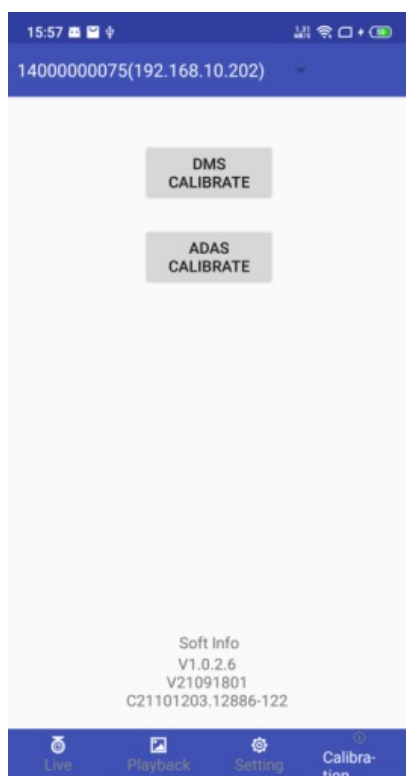 15:57
14000000075(192.168.10.202)
DMS
CALIBRATE
ADAS
CALIBRATE
Soft Info
V1.0.2.6
V21091801
C21101203.12886-122
Live Playback Setting Calibra-
tion